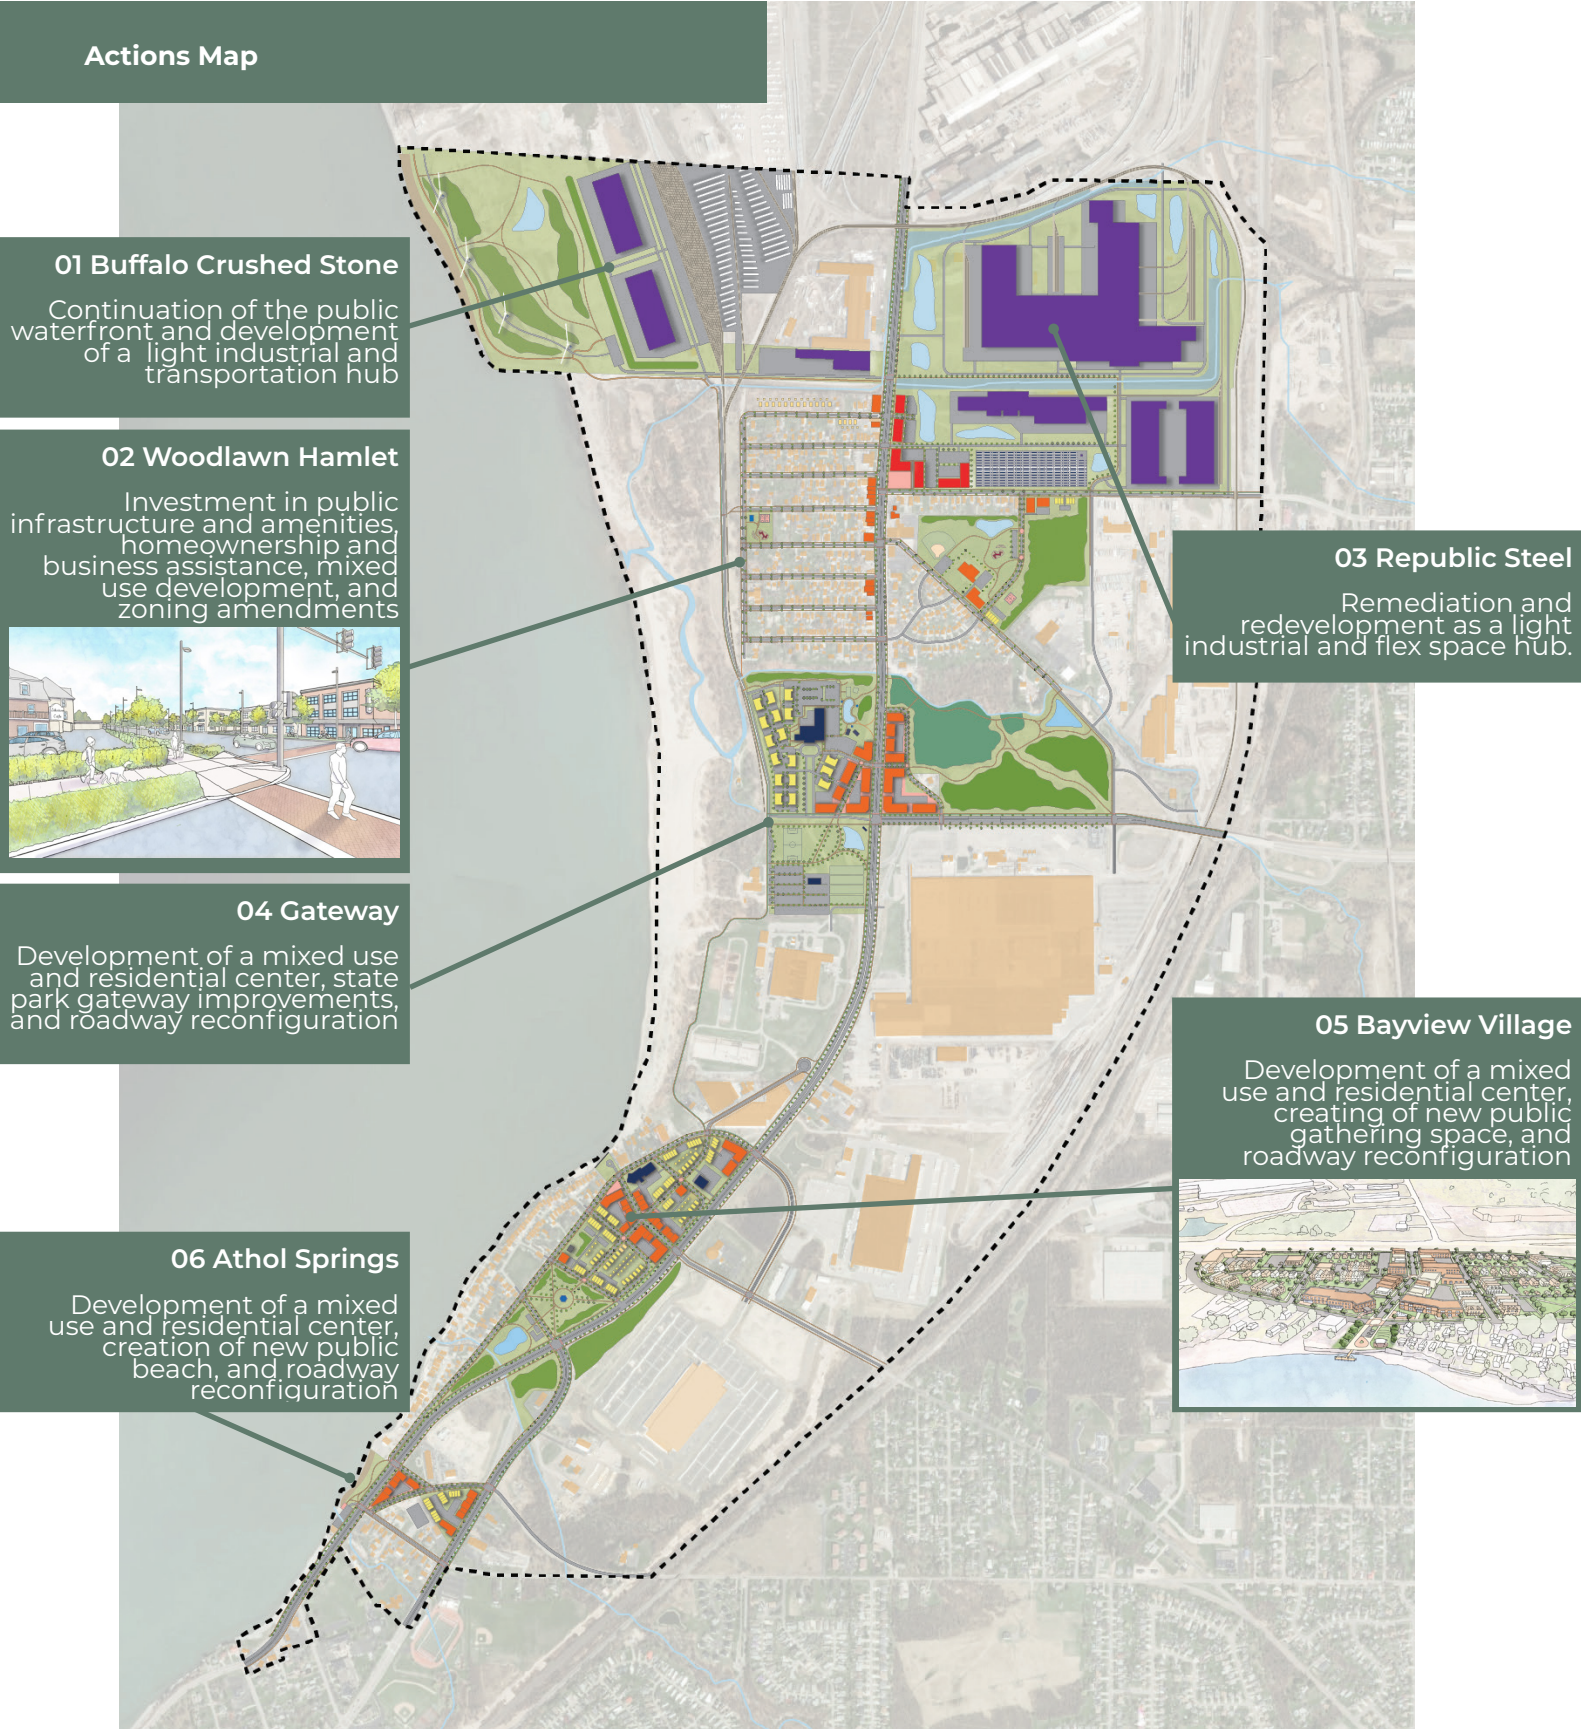 Actions Map
01 Buffalo Crushed Stone
Continuation of the public
waterfront and development
of a light industrial and
transportation hub
02 Woodlawn Hamlet
Investment in public
infrastructure and amenities,
homeownership and
business assistance, mixed
use development, and
zoning amendments
03 Republic Steel
Remediation and
redevelopment as a light
industrial and flex space hub.
04 Gateway
Development of a mixed use
and residential center, state
park gateway improvements,
and roadway reconfiguration
05 Bayview Village
Development of a mixed
use and residential center,
creating of new public
gathering space, and
roadway reconfiguration
06 Athol Springs
Development of a mixed
use and residential center,
creation of new public
beach, and roadway
reconfiguration